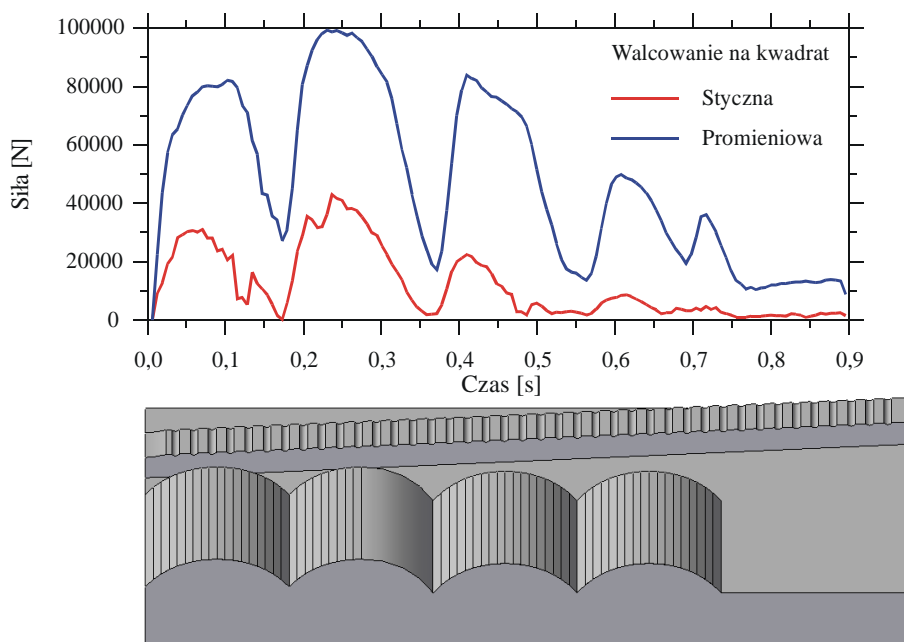 100000
80000
60000
40000
20000
0
Siła [N]
Walcowanie na kwadrat
Styczna
Promieniowa
0,0 0,1 0,2 0,3 0,4 0,5 0,6 0,7 0,8 0,9
Czas [s]